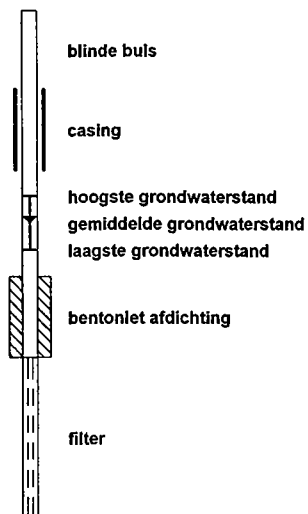 blinde buis
casing
hoogste grondwaterstand
gemiddelde grondwaterstand
laagste grondwaterstand
bentoniet afdichting
filter